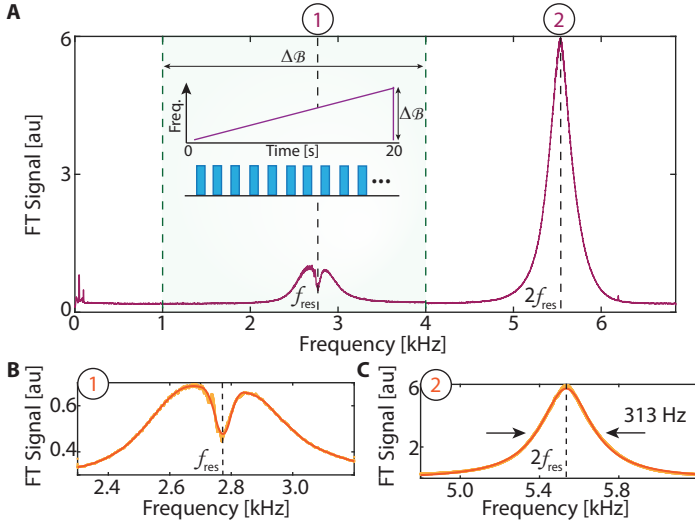 A
1
2
6
3
0
FT Signal [au]
Δℬ
Freq.
0
Time [s]
20
Δℬ
•••
f_res
2f_res
0
1
2
3
4
5
6
Frequency [kHz]
B
1
0.6
0.4
FT Signal [au]
f_res
2.4
2.6
2.8
3.0
Frequency [kHz]
C
2
6
2
FT Signal [au]
313 Hz
2f_res
5.0
5.4
5.8
Frequency [kHz]